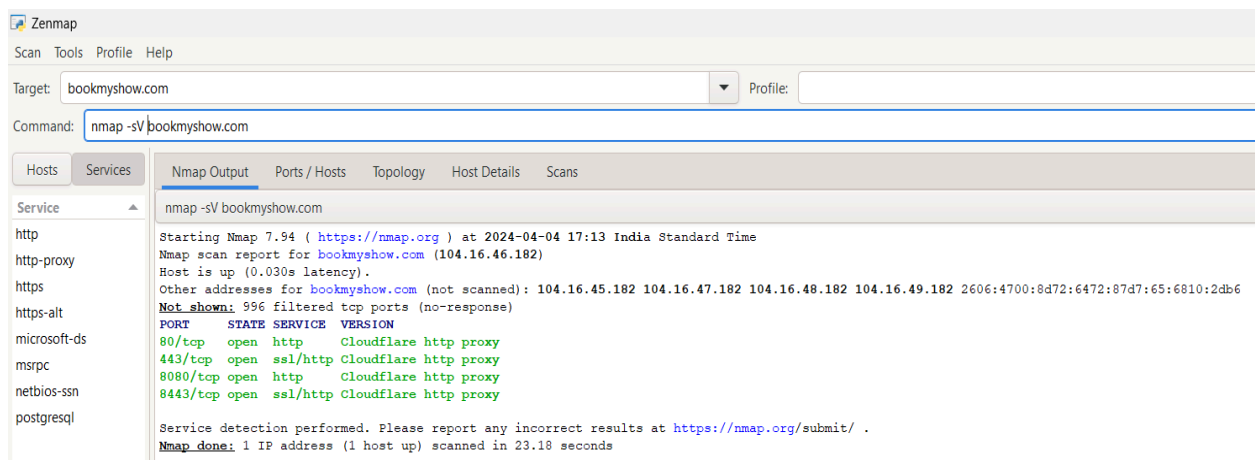 Zenmap
Scan Tools Profile Help
Target: bookmyshow.com Profile:
Command: nmap -sV bookmyshow.com
Hosts Services Nmap Output Ports / Hosts Topology Host Details Scans
Service nmap -sV bookmyshow.com
http
http-proxy
https
https-alt
microsoft-ds
msrpc
netbios-ssn
postgresql
Starting Nmap 7.94 ( https://nmap.org ) at 2024-04-04 17:13 India Standard Time
Nmap scan report for bookmyshow.com (104.16.46.182)
Host is up (0.030s latency).
Other addresses for bookmyshow.com (not scanned): 104.16.45.182 104.16.47.182 104.16.48.182 104.16.49.182 2606:4700:8d72:6472:87d7:65:6810:2db6
Not shown: 996 filtered tcp ports (no-response)
PORT STATE SERVICE VERSION
80/tcp open http Cloudflare http proxy
443/tcp open ssl/http Cloudflare http proxy
8080/tcp open http Cloudflare http proxy
8443/tcp open ssl/http Cloudflare http proxy
Service detection performed. Please report any incorrect results at https://nmap.org/submit/ .
Nmap done: 1 IP address (1 host up) scanned in 23.18 seconds